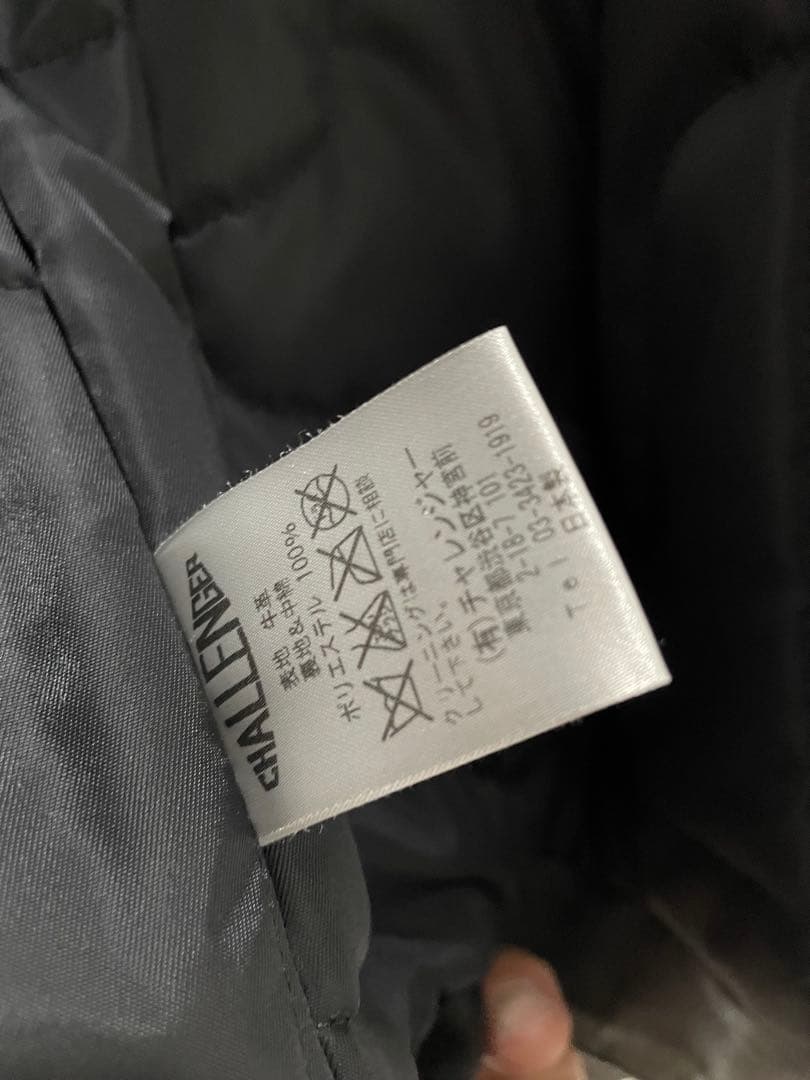 CHALLENGER
表地　牛革
裏地&中綿
ポリエステル 100%
クリーニングは専門店に相談
して下さい。
(有)チャレンジャー
東京都渋谷区神宮前
2-18-7 101
Tel 03-3423-1919
日本製